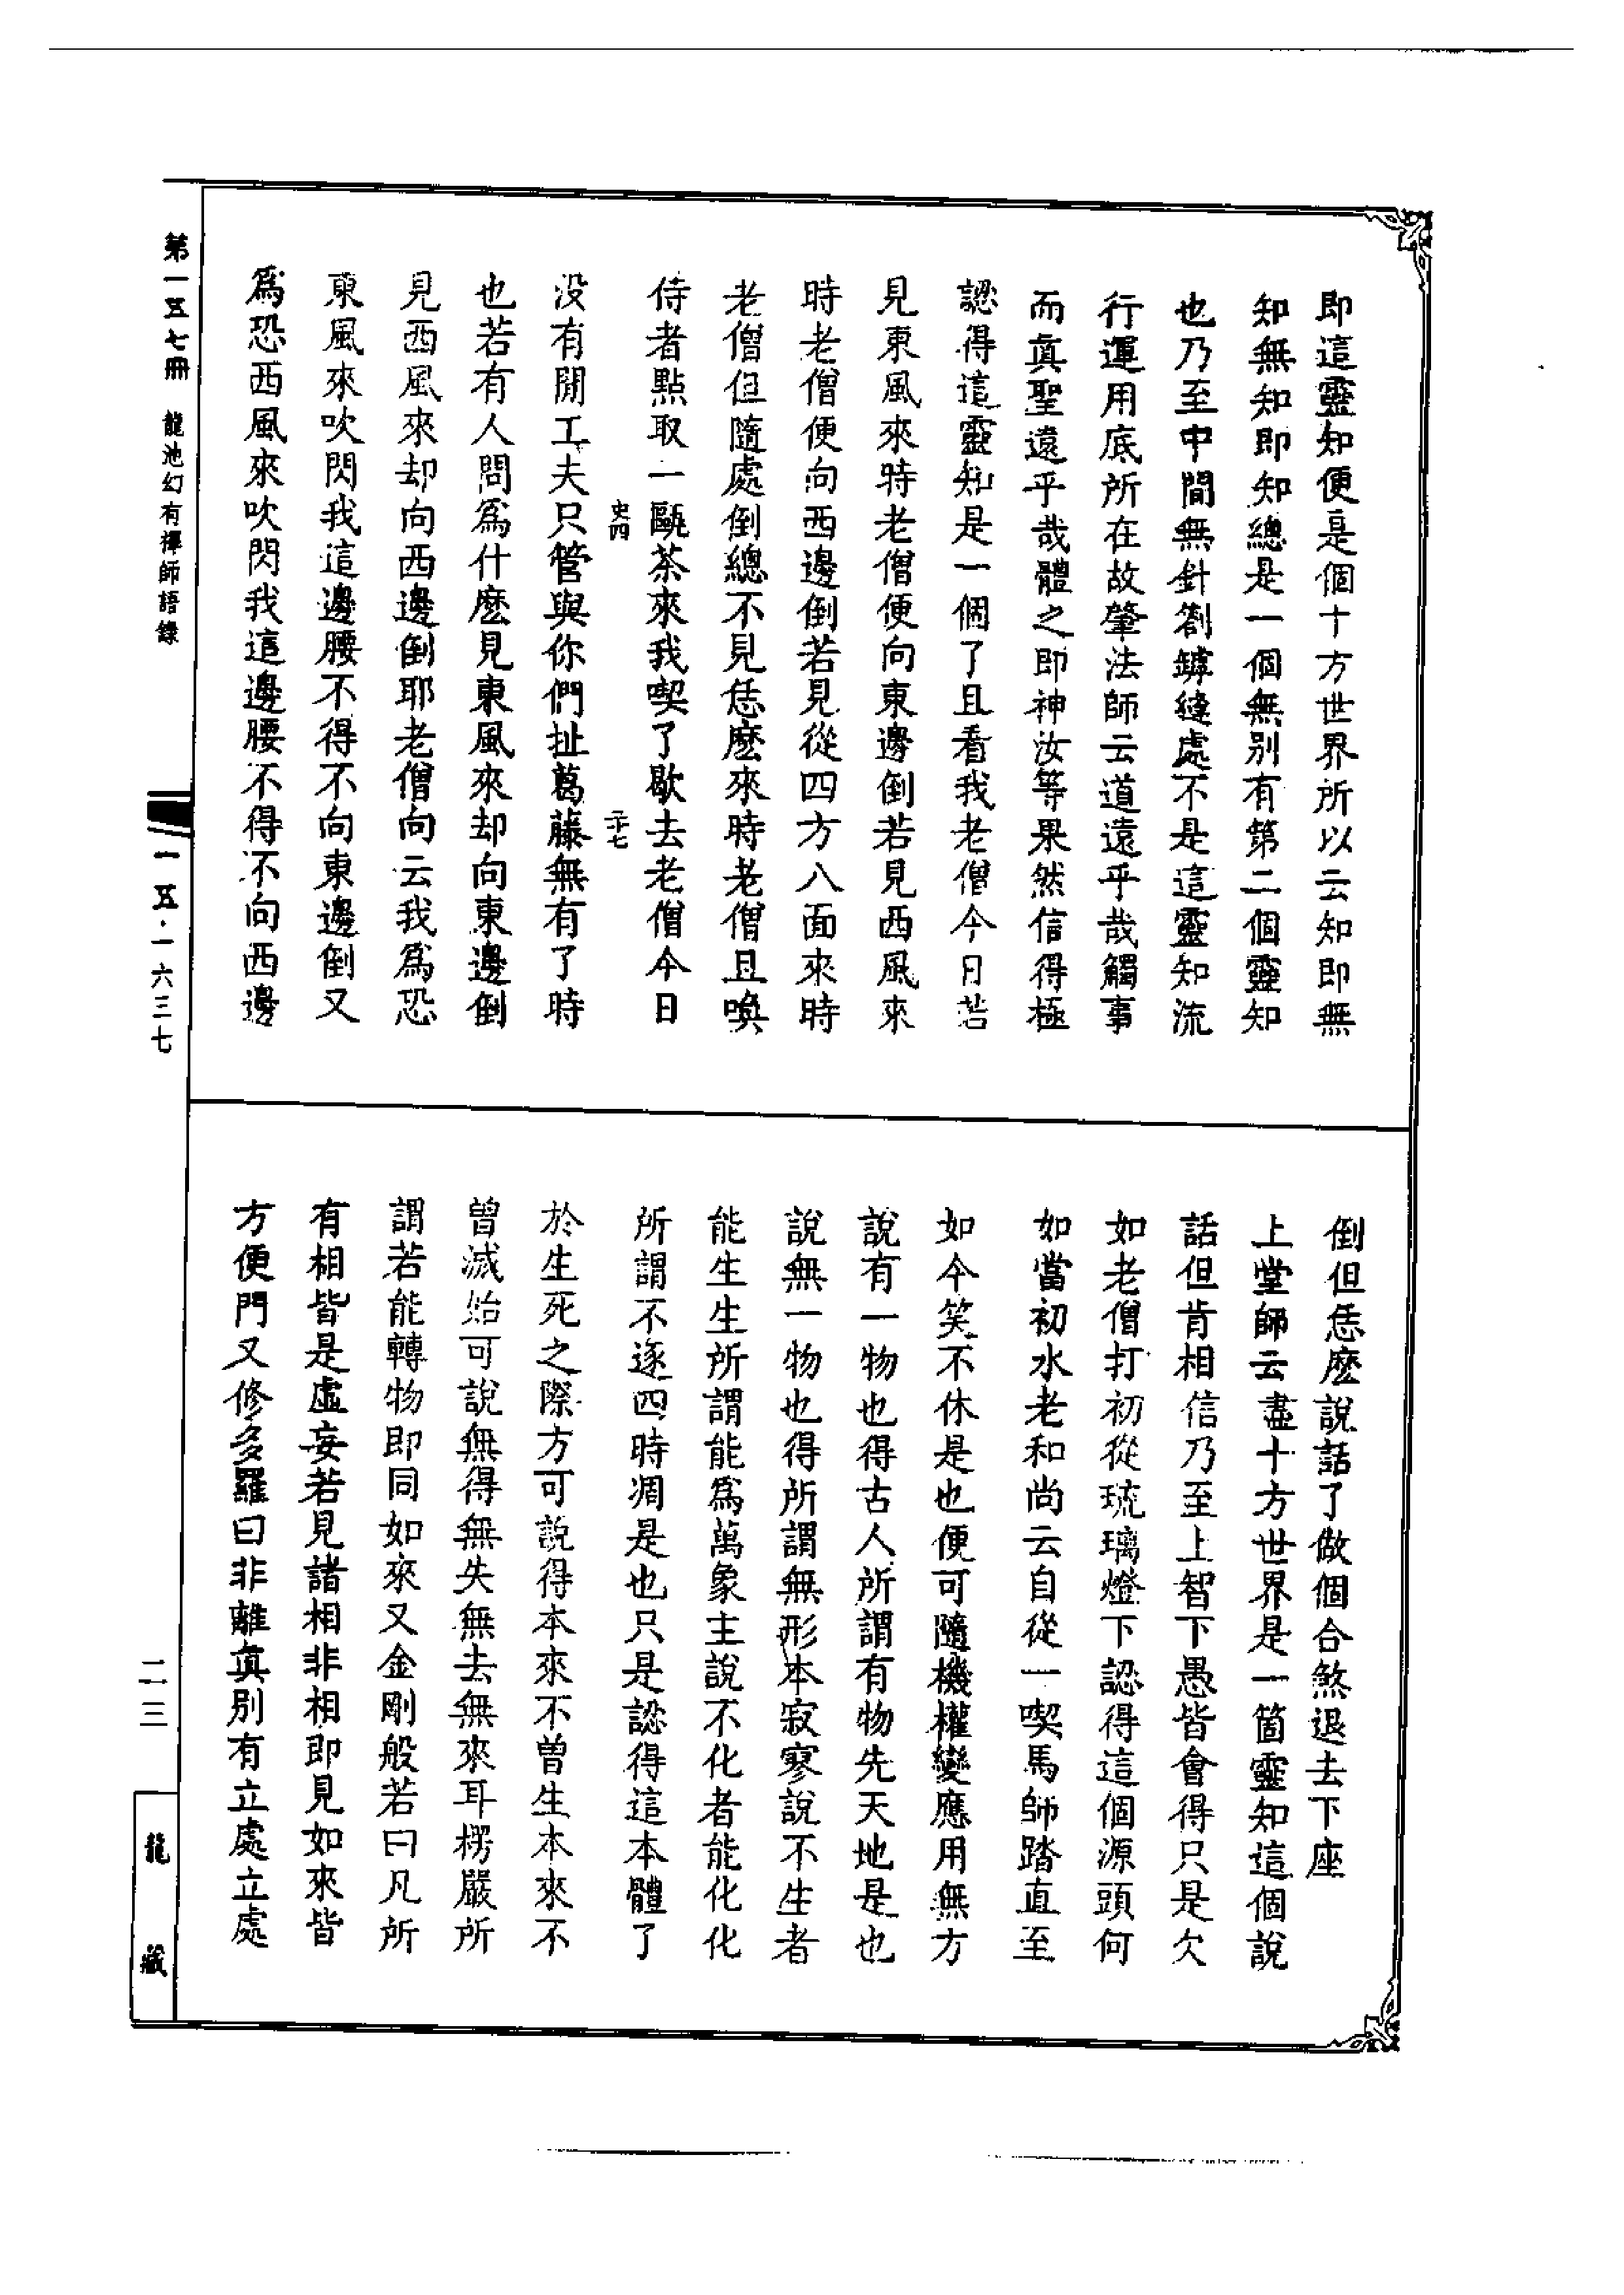 即這靈知便是個十方世界所以云知即無
知無知即知總是一個無別有第二個靈知
也乃至中間無針劄罅縫處不是這靈知流
行運用底所在故肇法師云道遠乎哉觸事
而眞聖遠乎哉體之即神汝等果然信得極
認得這靈知是一個了且看我老僧今日若
見東風來時老僧便向東邊倒若見西風來
時老僧便向西邊倒若見從四方八面來時
老僧但隨處倒總不見恁麽來時老僧且喚
侍者點取一甌茶來我喫了歇去老僧今日
史四
二十七
没有閒工夫只管與你們扯葛藤無有了時
也若有人問爲什麽見東風來却向東邊倒
見西風來却向西邊倒耶老僧向云我爲恐
東風來吹閃我這邊腰不得不向東邊倒又
爲恐西風來吹閃我這邊腰不得不向西邊
倒但恁麽說話了做個合煞退去下座
上堂師云盡十方世界是一箇靈知這個說
話但肯相信乃至上智下愚皆會得只是欠
如老僧打初從琉璃燈下認得這個源頭何
如當初水老和尚云自從一喫馬師踏直至
如今笑不休是也便可隨機權變應用無方
說有一物也得古人所謂有物先天地是也
說無一物也得所謂無形本寂寥說不生者
能生生所謂能爲萬象主說不化者能化化
所謂不逐四時凋是也只是認得這本體了
於生死之際方可說得本來不曾生本來不
曾滅始可說無得無失無去無來耳楞嚴所
謂若能轉物即同如來又金剛般若曰凡所
有相皆是虛妄若見諸相非相即見如來皆
方便門又修多羅曰非離眞別有立處立處
第一五七冊 龍池幻有禪師語錄
一五·一六三七
二三
龍藏